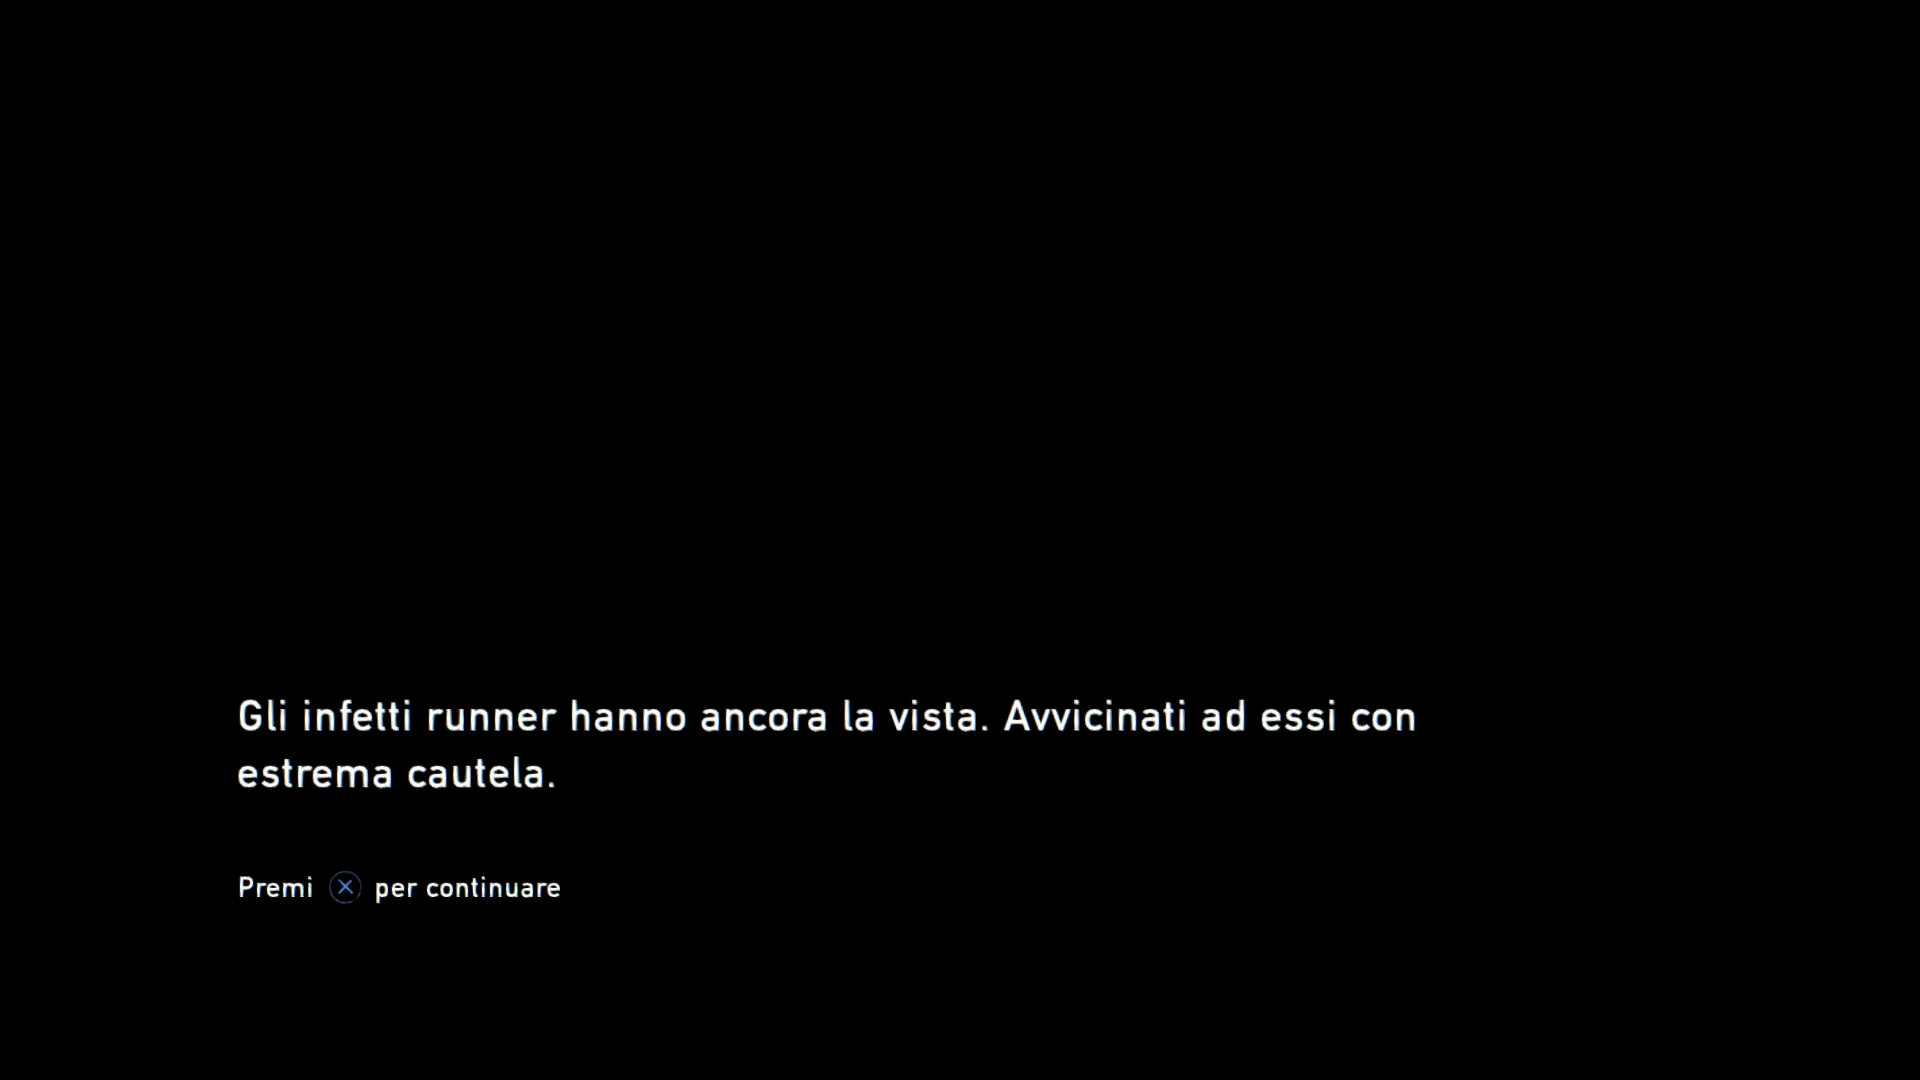 Gli infetti runner hanno ancora la vista. Avvicinati ad essi con
estrema cautela.
Premi ⓧ per continuare